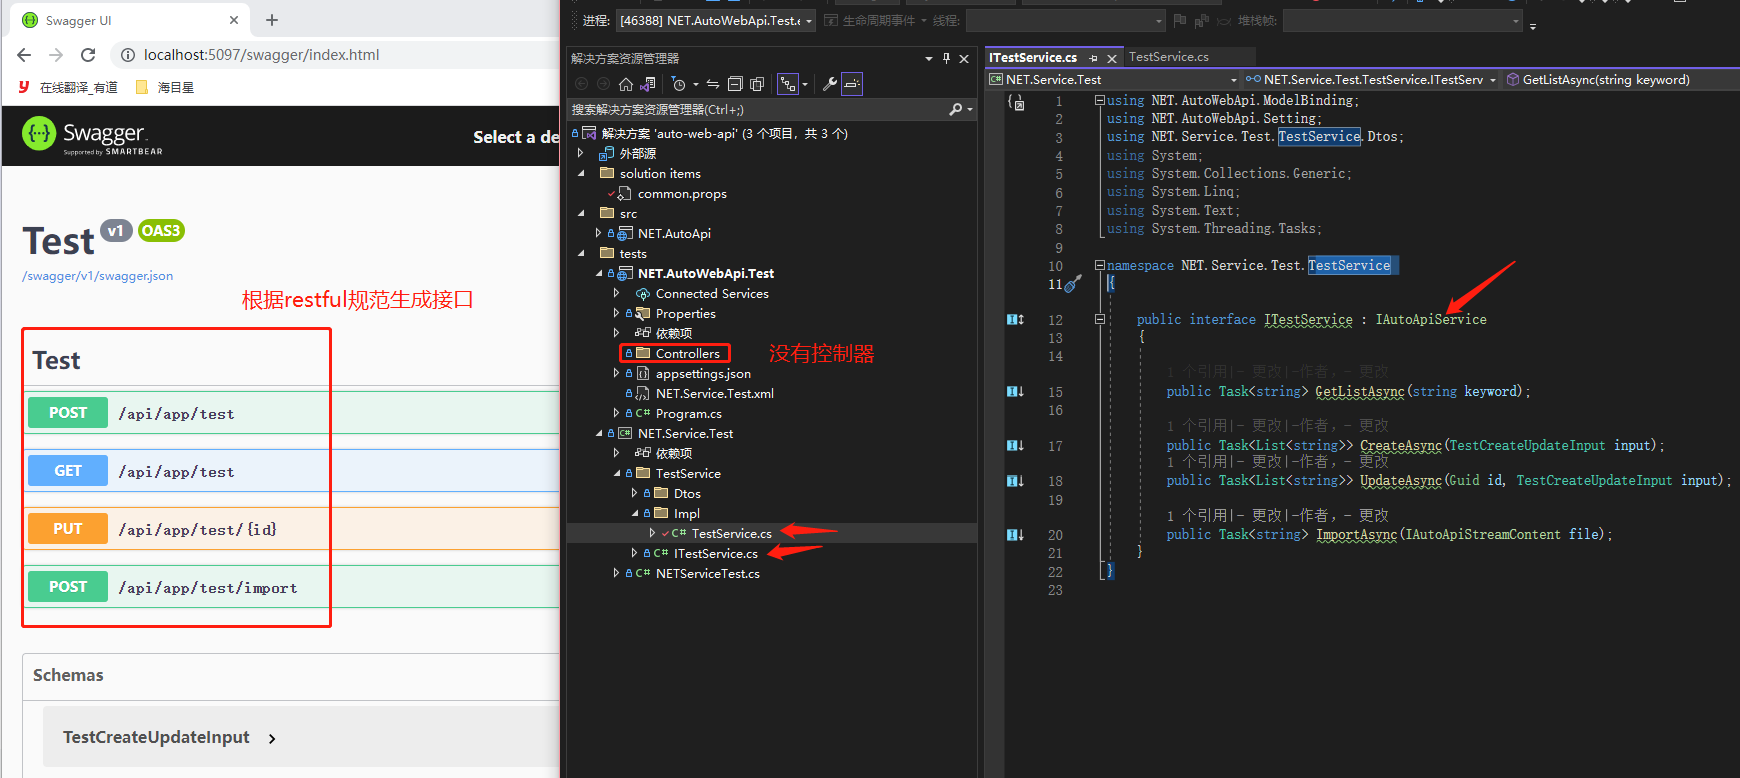 Swagger UI
localhost:5097/swagger/index.html
在线翻译_有道
海目星
Swagger.
Supported by SMARTBEAR
Select a de
Test v1 OAS3
/swagger/v1/swagger.json
根据restful规范生成接口
Test
POST /api/app/test
GET /api/app/test
PUT /api/app/test/{id}
POST /api/app/test/import
Schemas
TestCreateUpdateInput
进程: [46388] NET.AutoWebApi.Test.e 生命周期事件 线程: 堆栈帧:
解决方案资源管理器
搜索解决方案资源管理器(Ctrl+;)
解决方案 'auto-web-api' (3 个项目，共 3 个)
外部源
solution items
common.props
src
NET.AutoApi
tests
NET.AutoWebApi.Test
Connected Services
Properties
依赖项
Controllers
没有控制器
appsettings.json
NET.Service.Test.xml
C# Program.cs
NET.Service.Test
依赖项
TestService
Dtos
Impl
C# TestService.cs
C# ITestService.cs
C# NETServiceTest.cs
ITestService.cs
TestService.cs
NET.Service.Test
NET.Service.Test.TestService.ITestServ
GetListAsync(string keyword)
1 using NET.AutoWebApi.ModelBinding;
2 using NET.AutoWebApi.Setting;
3 using NET.Service.Test.TestService.Dtos;
4 using System;
5 using System.Collections.Generic;
6 using System.Linq;
7 using System.Text;
8 using System.Threading.Tasks;
9
10 namespace NET.Service.Test.TestService
11 {
12 public interface ITestService : IAutoApiService
13 {
14
1 个引用|- 更改|-作者，- 更改
15 public Task<string> GetListAsync(string keyword);
16
1 个引用|- 更改|-作者，- 更改
17 public Task<List<string>> CreateAsync(TestCreateUpdateInput input);
1 个引用|- 更改|-作者，- 更改
18 public Task<List<string>> UpdateAsync(Guid id, TestCreateUpdateInput input);
19
1 个引用|- 更改|-作者，- 更改
20 public Task<string> ImportAsync(IAutoApiStreamContent file);
21 }
22 }
23